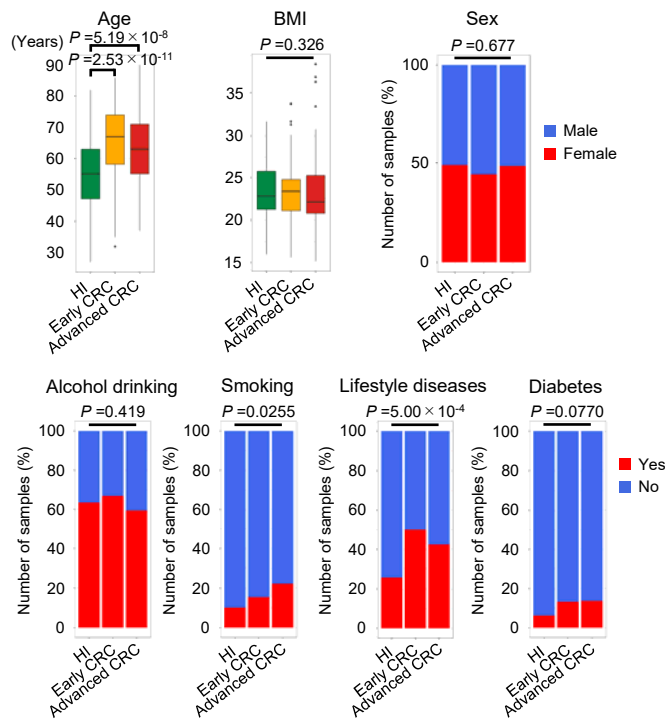 Age
(Years)
P =5.19×10-8
P =2.53×10-11
90
80
70
60
50
40
30
HI
Early CRC
Advanced CRC
BMI
P =0.326
35
30
25
20
15
HI
Early CRC
Advanced CRC
Sex
P =0.677
Number of samples (%)
100
50
0
HI
Early CRC
Advanced CRC
Male
Female
Alcohol drinking
P =0.419
Number of samples (%)
100
80
60
40
20
0
HI
Early CRC
Advanced CRC
Smoking
P =0.0255
Number of samples (%)
100
80
60
40
20
0
HI
Early CRC
Advanced CRC
Lifestyle diseases
P =5.00×10-4
Number of samples (%)
100
80
60
40
20
0
HI
Early CRC
Advanced CRC
Diabetes
P =0.0770
Number of samples (%)
100
80
60
40
20
0
HI
Early CRC
Advanced CRC
Yes
No